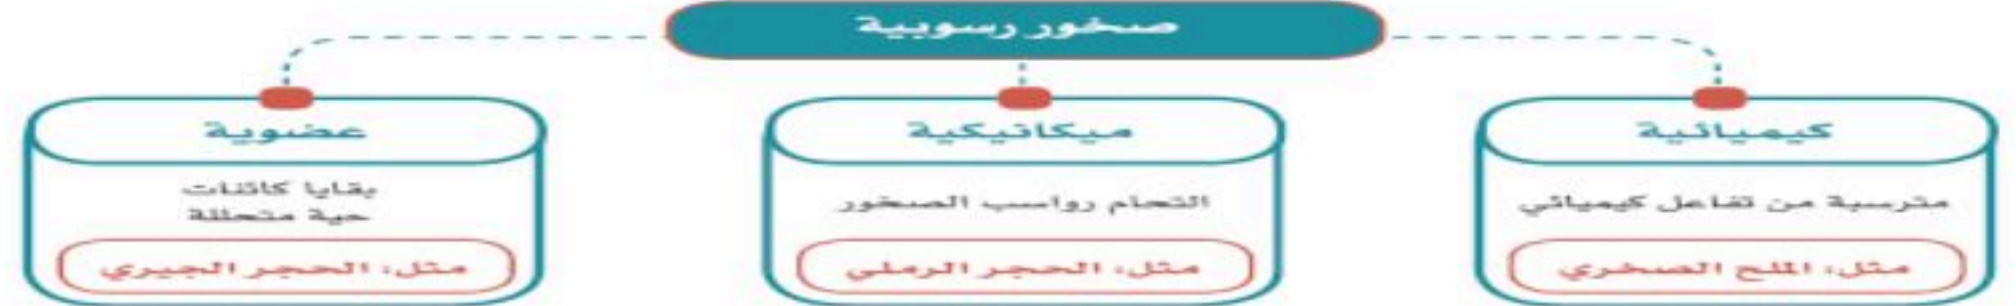 صخور رسوبية
كيميائية
مترسبة من تفاعل كيميائي
مثل: الملح الصخري
ميكانيكية
التحام رواسب الصخور
مثل: الحجر الرملي
عضوية
بقايا كائنات
حية متحللة
مثل: الحجر الجيري